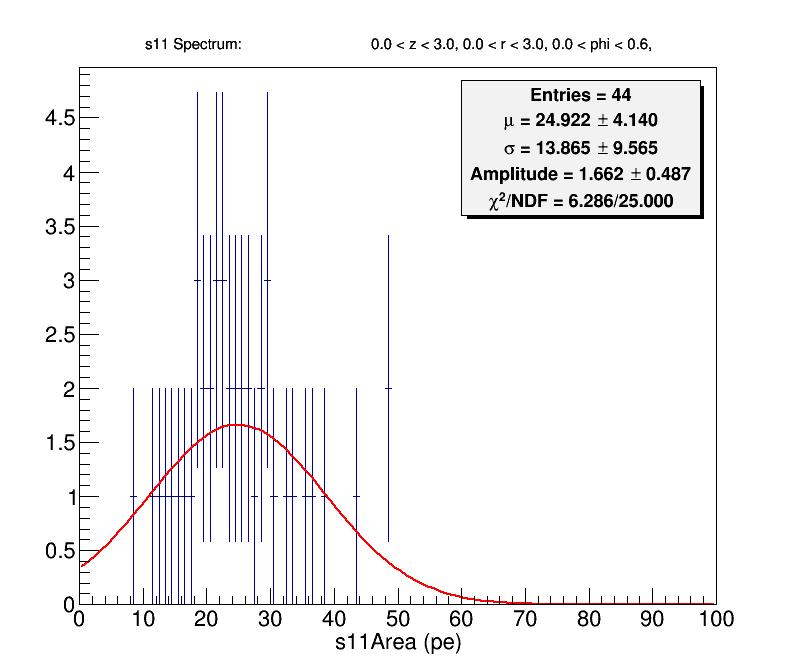 s11 Spectrum: 0.0 < z < 3.0, 0.0 < r < 3.0, 0.0 < phi < 0.6,
Entries = 44
μ = 24.922 ± 4.140
σ = 13.865 ± 9.565
Amplitude = 1.662 ± 0.487
χ²/NDF = 6.286/25.000
4.5
4
3.5
3
2.5
2
1.5
1
0.5
0
0 10 20 30 40 50 60 70 80 90 100
s11Area (pe)